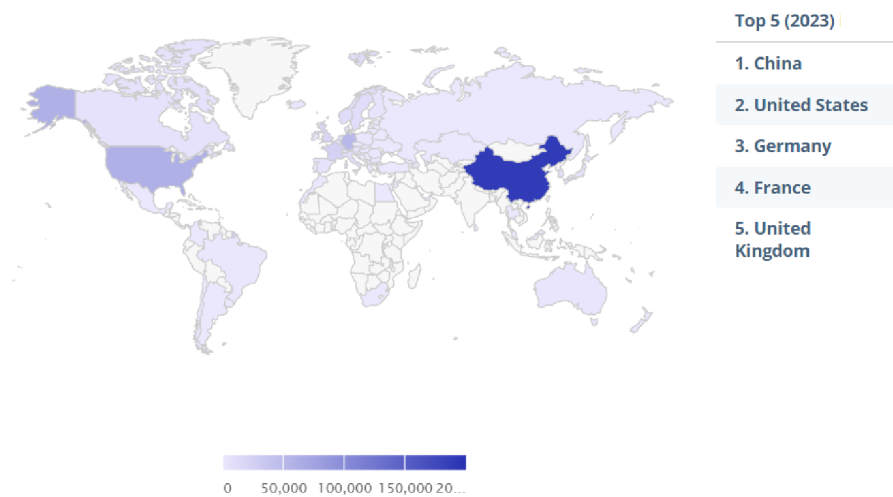 Top 5 (2023)
1. China
2. United States
3. Germany
4. France
5. United
Kingdom
0 50,000 100,000 150,000 20...